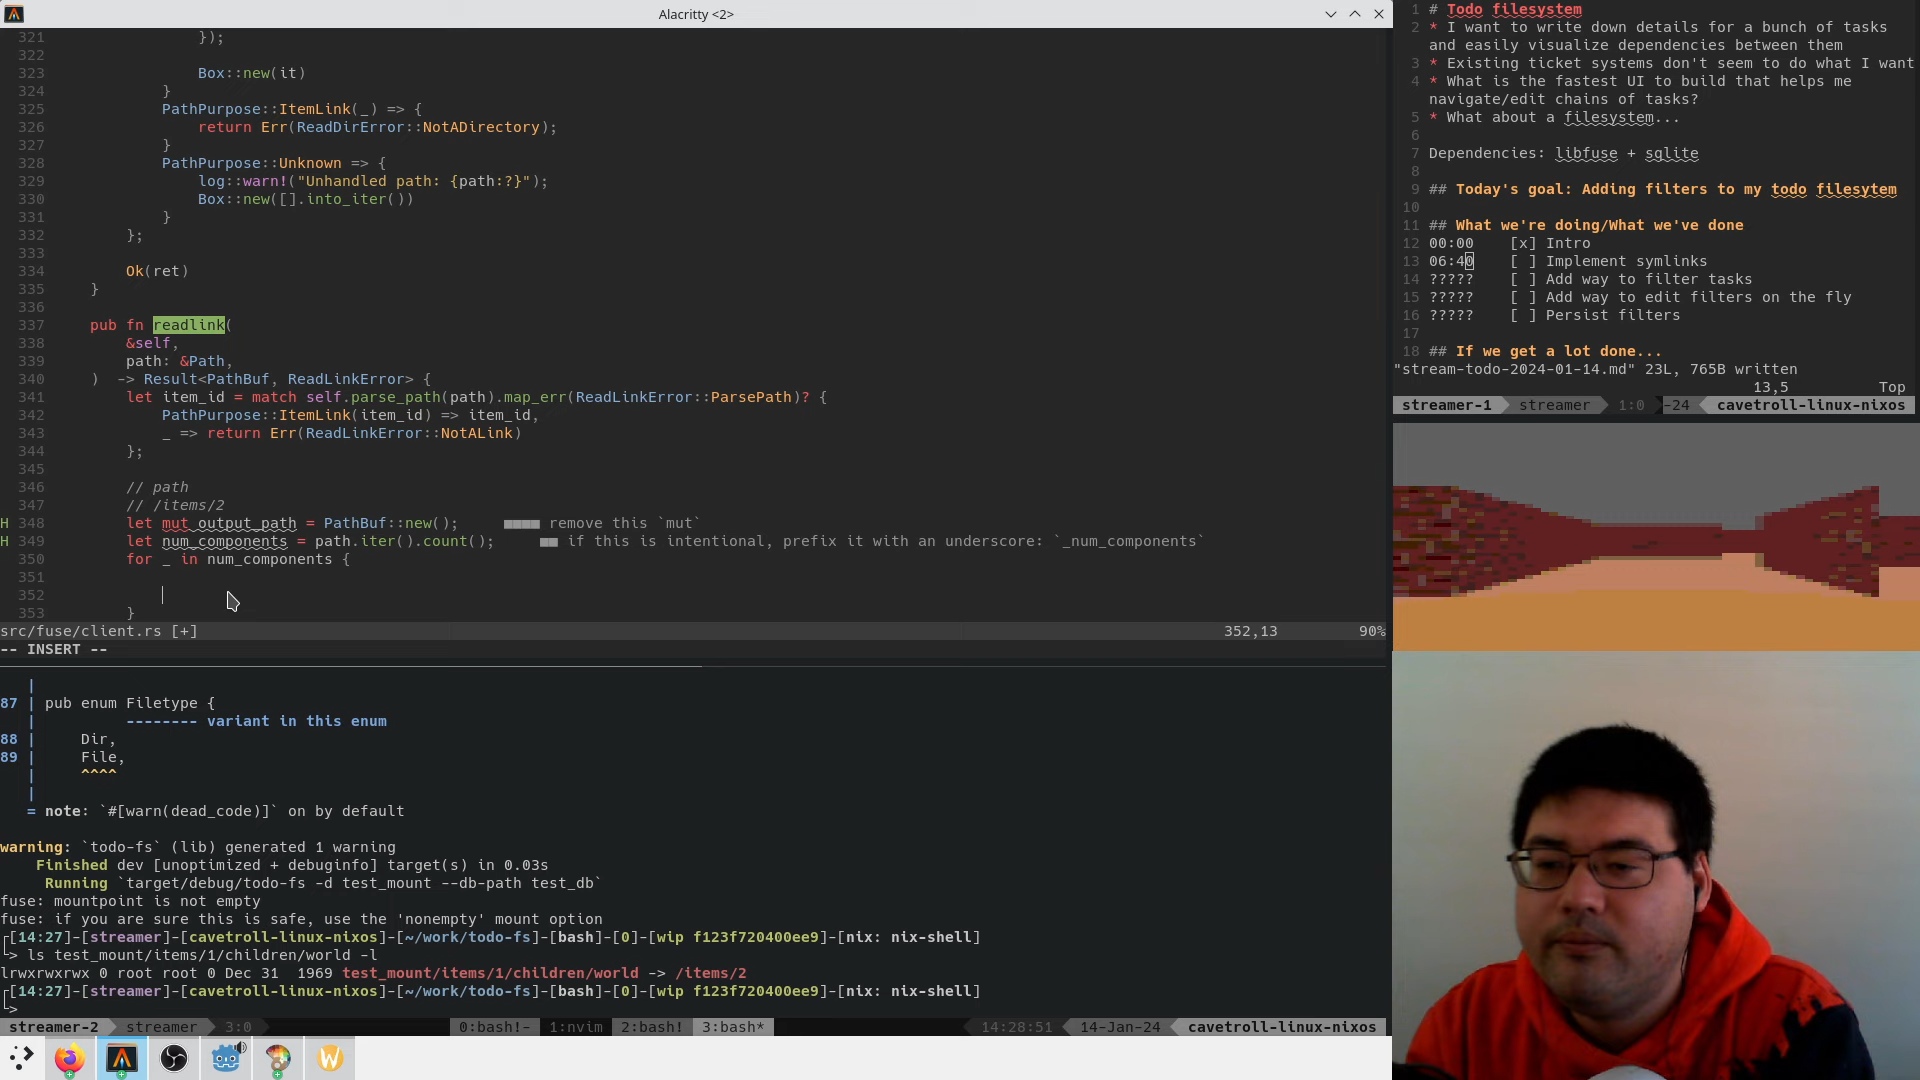 Alacritty <2>
321                 });
322
323                 Box::new(it)
324             }
325             PathPurpose::ItemLink(_) => {
326                 return Err(ReadDirError::NotADirectory);
327             }
328             PathPurpose::Unknown => {
329                 log::warn!("Unhandled path: {path:?}");
330                 Box::new([].into_iter())
331             }
332         };
333
334         Ok(ret)
335     }
336
337     pub fn readlink(
338         &self,
339         path: &Path,
340     )  -> Result<PathBuf, ReadLinkError> {
341         let item_id = match self.parse_path(path).map_err(ReadLinkError::ParsePath)? {
342             PathPurpose::ItemLink(item_id) => item_id,
343             _ => return Err(ReadLinkError::NotALink)
344         };
345
346         // path
347         // /items/2
H 348         let mut output_path = PathBuf::new();     ■■■■ remove this `mut`
H 349         let num_components = path.iter().count();     ■■ if this is intentional, prefix it with an underscore: `_num_components`
350         for _ in num_components {
351
352
353         }
src/fuse/client.rs [+]                352,13        90%
-- INSERT --
   |
87 | pub enum Filetype {
   |          -------- variant in this enum
88 |     Dir,
89 |     File,
   |     ^^^^
   |
   = note: `#[warn(dead_code)]` on by default
warning: `todo-fs` (lib) generated 1 warning
    Finished dev [unoptimized + debuginfo] target(s) in 0.03s
     Running `target/debug/todo-fs -d test_mount --db-path test_db`
fuse: mountpoint is not empty
fuse: if you are sure this is safe, use the 'nonempty' mount option
┌[14:27]-[streamer]-[cavetroll-linux-nixos]-[~/work/todo-fs]-[bash]-[0]-[wip f123f720400ee9]-[nix: nix-shell]
└> ls test_mount/items/1/children/world -l
lrwxrwxrwx 0 root root 0 Dec 31  1969 test_mount/items/1/children/world -> /items/2
┌[14:27]-[streamer]-[cavetroll-linux-nixos]-[~/work/todo-fs]-[bash]-[0]-[wip f123f720400ee9]-[nix: nix-shell]
└>
streamer-2  streamer  3:0  0:bash!-  1:nvim  2:bash!  3:bash*  14:28:51  14-Jan-24  cavetroll-linux-nixos
1 # Todo filesystem
2 * I want to write down details for a bunch of tasks
and easily visualize dependencies between them
3 * Existing ticket systems don't seem to do what I want
4 * What is the fastest UI to build that helps me
navigate/edit chains of tasks?
5 * What about a filesystem...
6
7 Dependencies: libfuse + sqlite
8
9 ## Today's goal: Adding filters to my todo filesytem
10
11 ## What we're doing/What we've done
12 00:00    [x] Intro
13 06:40    [ ] Implement symlinks
14 ?????    [ ] Add way to filter tasks
15 ?????    [ ] Add way to edit filters on the fly
16 ?????    [ ] Persist filters
17
18 ## If we get a lot done...
"stream-todo-2024-01-14.md" 23L, 765B written
13,5        Top
streamer-1  streamer  1:0  -24  cavetroll-linux-nixos
W